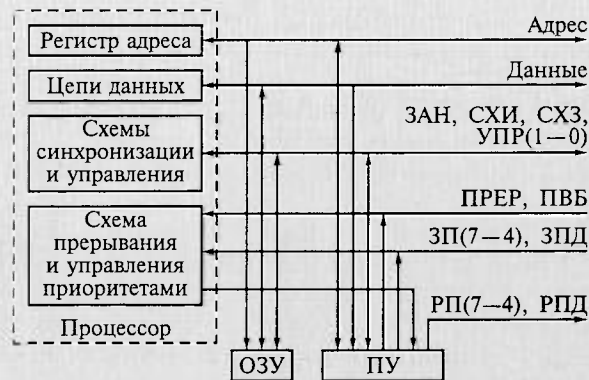 Регистр адреса
Адрес
Цепи данных
Данные
Схемы
синхронизации
и управления
ЗАН, СХИ, СХЗ,
УПР(1—0)
Схема
прерывания
и управления
приоритетами
ПРЕР, ПВБ
ЗП(7—4), ЗПД
РП(7—4), РПД
Процессор
ОЗУ
ПУ